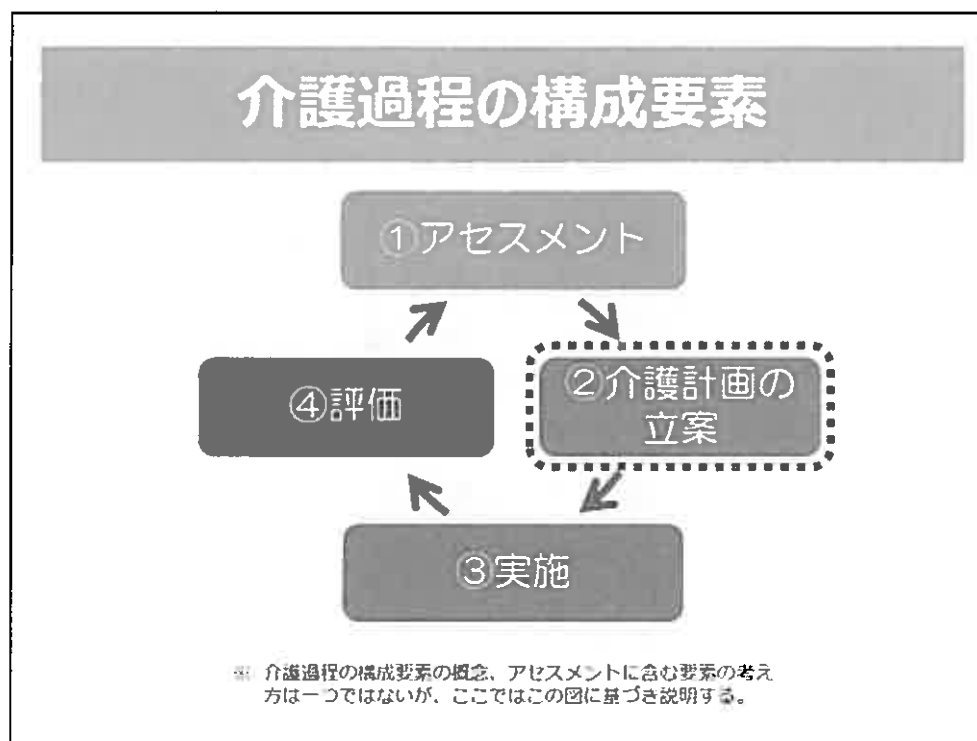 介護過程の構成要素
①アセスメント
②介護計画の
立案
④評価
③実施
※ 介護過程の構成要素の概念、アセスメントに含む要素の考え
方は一つではないが、ここではこの図に基づき説明する。